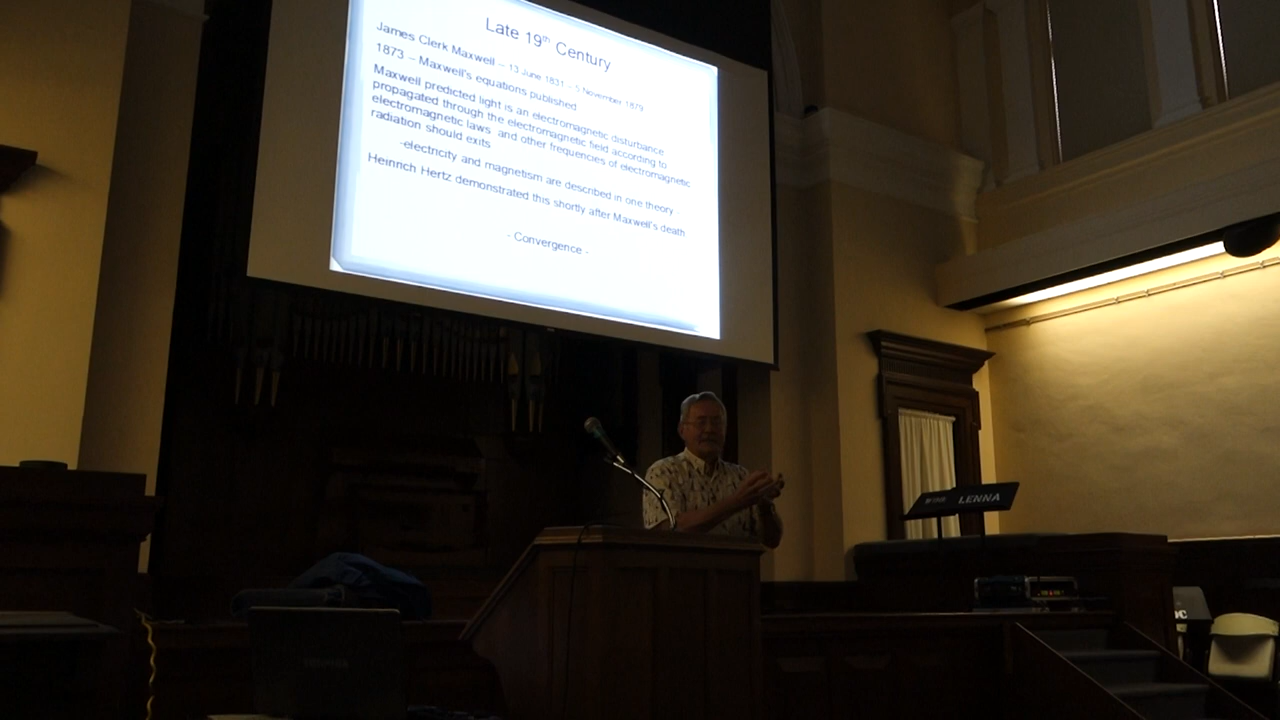 Late 19th Century
James Clerk Maxwell – 13 June 1831 – 5 November 1879
1873 – Maxwell's equations published
Maxwell predicted light is an electromagnetic disturbance
propagated through the electromagnetic field according to
electromagnetic laws and other frequencies of electromagnetic
radiation should exits
-electricity and magnetism are described in one theory
Heinrich Hertz demonstrated this shortly after Maxwell's death
- Convergence -
LENNA